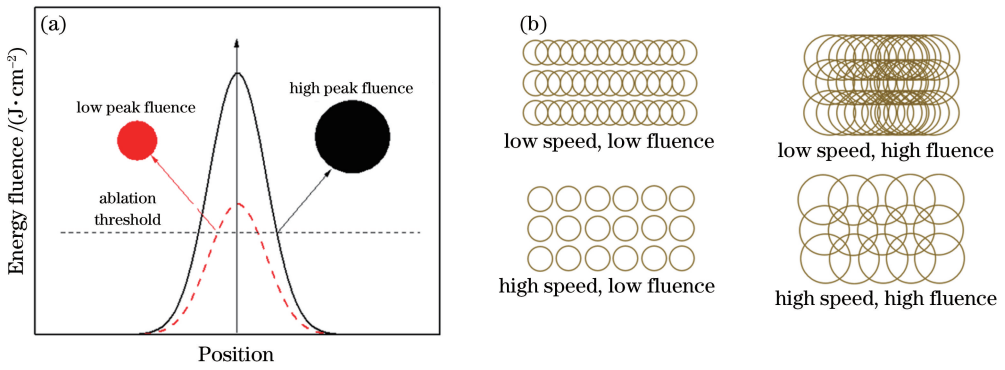 (a)
Energy fluence /(J·cm⁻²)
low peak fluence
high peak fluence
ablation
threshold
Position
(b)
low speed, low fluence
low speed, high fluence
high speed, low fluence
high speed, high fluence